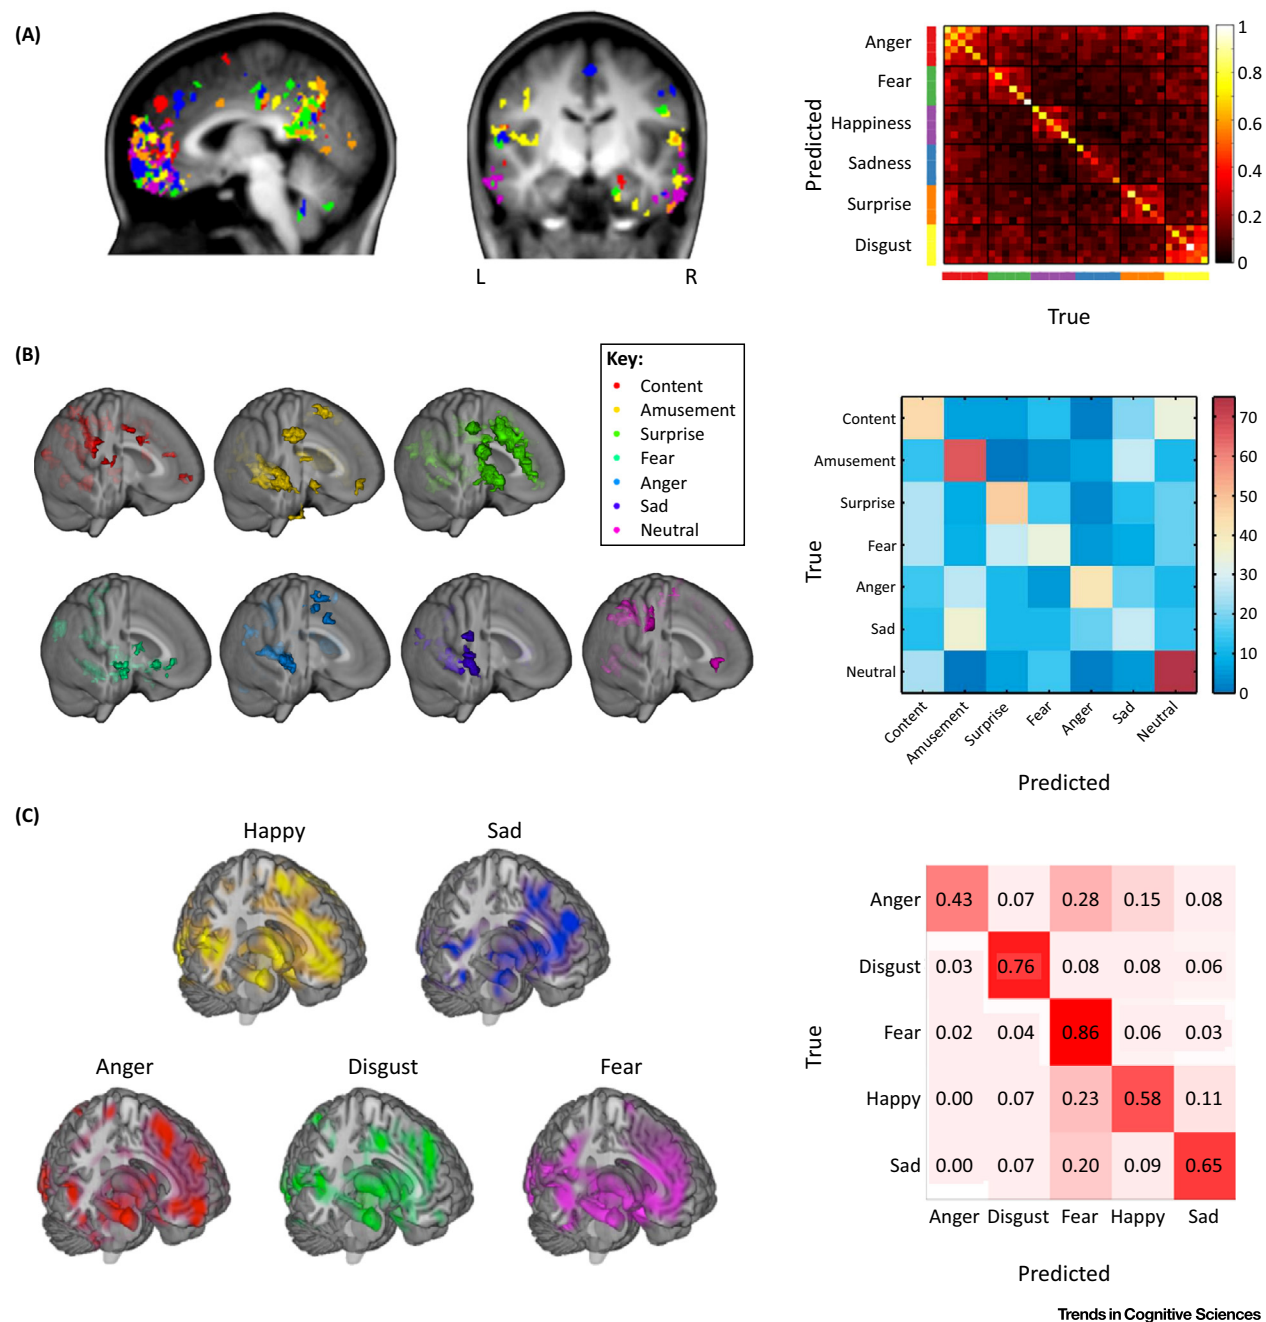 (A)
L
R
Predicted
Anger
Fear
Happiness
Sadness
Surprise
Disgust
True
1
0.8
0.6
0.4
0.2
0
(B)
Key:
Content
Amusement
Surprise
Fear
Anger
Sad
Neutral
True
Content
Amusement
Surprise
Fear
Anger
Sad
Neutral
Content
Amusement
Surprise
Fear
Anger
Sad
Neutral
Predicted
70
60
50
40
30
20
10
0
(C)
Happy
Sad
Anger
Disgust
Fear
True
Anger 0.43 0.07 0.28 0.15 0.08
Disgust 0.03 0.76 0.08 0.08 0.06
Fear 0.02 0.04 0.86 0.06 0.03
Happy 0.00 0.07 0.23 0.58 0.11
Sad 0.00 0.07 0.20 0.09 0.65
Anger Disgust Fear Happy Sad
Predicted
Trends in Cognitive Sciences